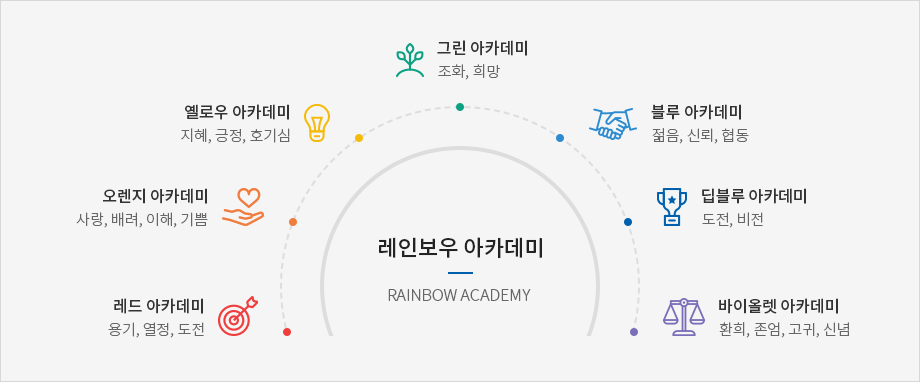 그린 아카데미
조화, 희망
옐로우 아카데미
지혜, 긍정, 호기심
블루 아카데미
젊음, 신뢰, 협동
오렌지 아카데미
사랑, 배려, 이해, 기쁨
딥블루 아카데미
도전, 비전
레인보우 아카데미
RAINBOW ACADEMY
레드 아카데미
용기, 열정, 도전
바이올렛 아카데미
환희, 존엄, 고귀, 신념